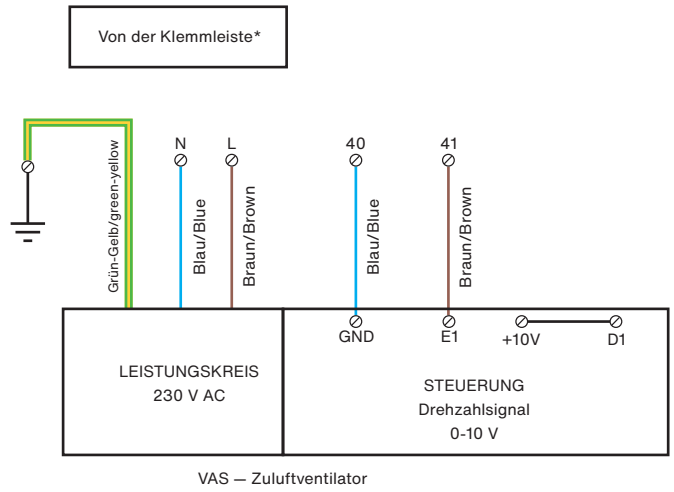 Von der Klemmleiste*
N
L
40
41
Grün-Gelb/green-yellow
Blau/Blue
Braun/Brown
Blau/Blue
Braun/Brown
GND
E1
+10V
D1
LEISTUNGSKREIS
230 V AC
STEUERUNG
Drehzahlsignal
0-10 V
VAS — Zuluftventilator